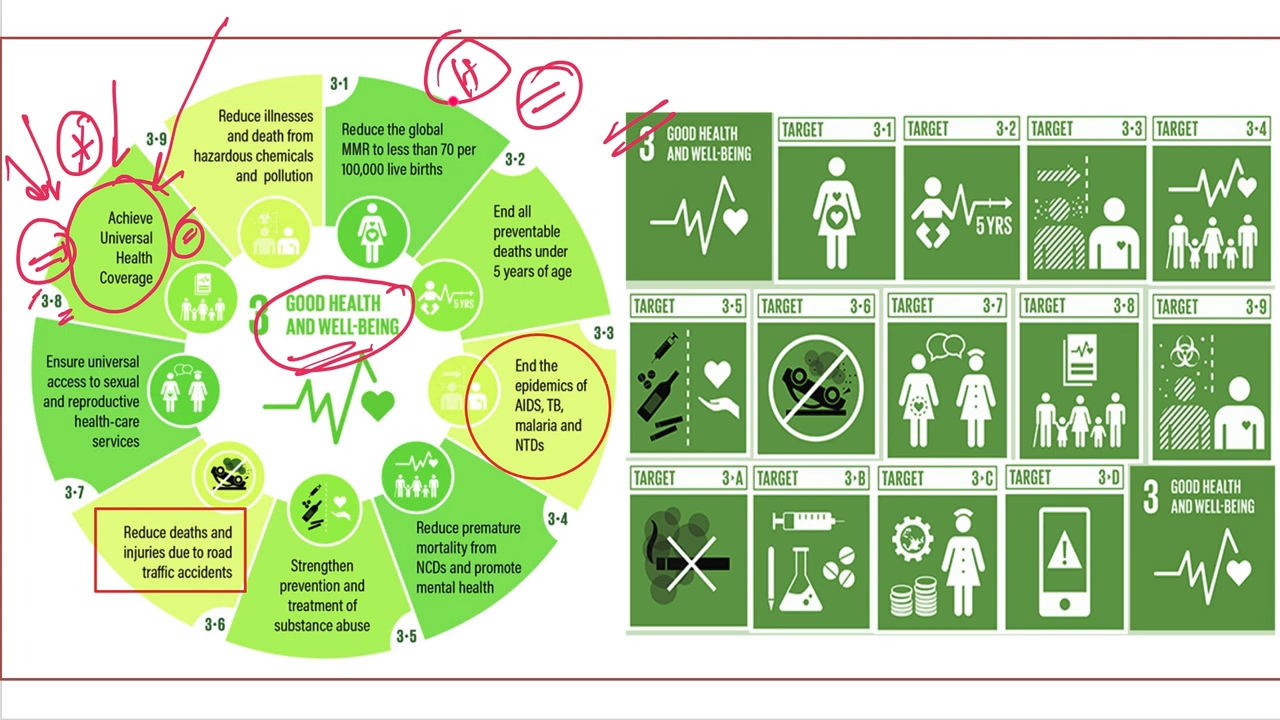 3·1
Reduce the global
MMR to less than 70 per
100,000 live births
3·2
End all
preventable
deaths under
5 years of age
5 YRS
3·3
End the
epidemics of
AIDS, TB,
malaria and
NTDs
3·4
Reduce premature
mortality from
NCDs and promote
mental health
3·5
Strengthen
prevention and
treatment of
substance abuse
3·6
Reduce deaths and
injuries due to road
traffic accidents
3·7
Ensure universal
access to sexual
and reproductive
health-care
services
3·8
Achieve
Universal
Health
Coverage
3·9
Reduce illnesses
and death from
hazardous chemicals
and pollution
3 GOOD HEALTH
AND WELL-BEING
3 GOOD HEALTH
AND WELL-BEING
TARGET 3·1
TARGET 3·2
5 YRS
TARGET 3·3
TARGET 3·4
TARGET 3·5
TARGET 3·6
TARGET 3·7
TARGET 3·8
TARGET 3·9
TARGET 3·A
TARGET 3·B
TARGET 3·C
TARGET 3·D
3 GOOD HEALTH
AND WELL-BEING